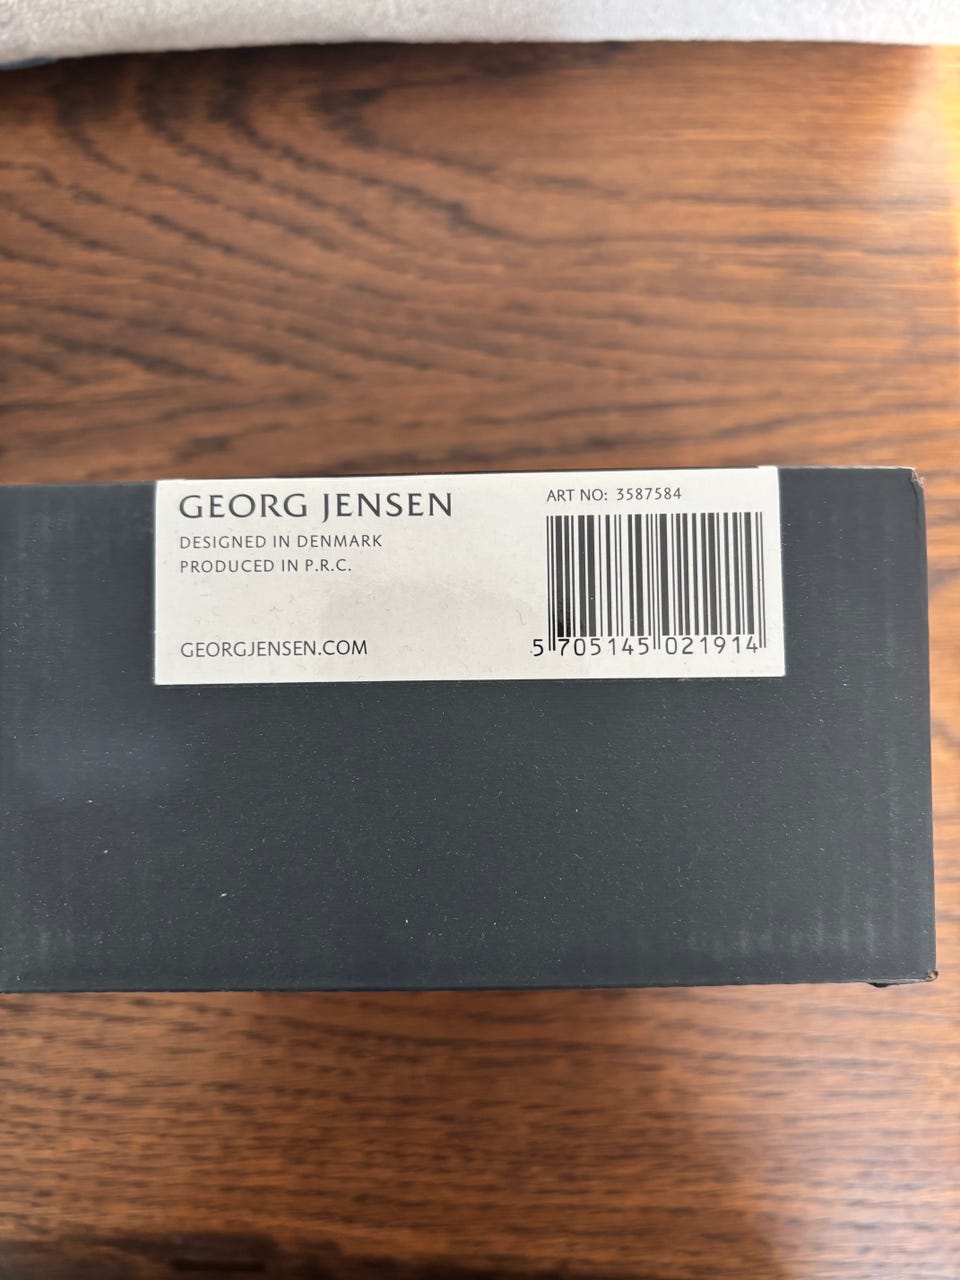 GEORG JENSEN
DESIGNED IN DENMARK
PRODUCED IN P.R.C.
GEORGJENSEN.COM
ART NO: 3587584
5 705145 021914